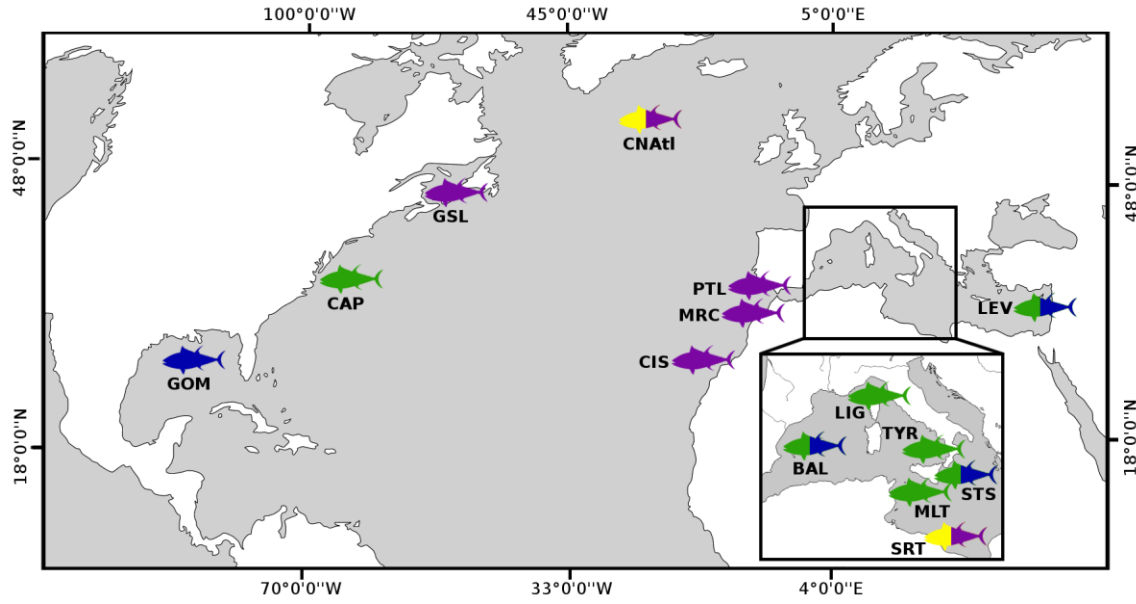 100°0'0"W 45°0'0"W 5°0'0"E
48°0'0"N
48°0'0"N
CNAtl
GSL
CAP
PTL
MRC
LEV
CIS
GOM
LIG
TYR
BAL
STS
MLT
SRT
18°0'0"N
18°0'0"N
70°0'0"W 33°0'0"W 4°0'0"E